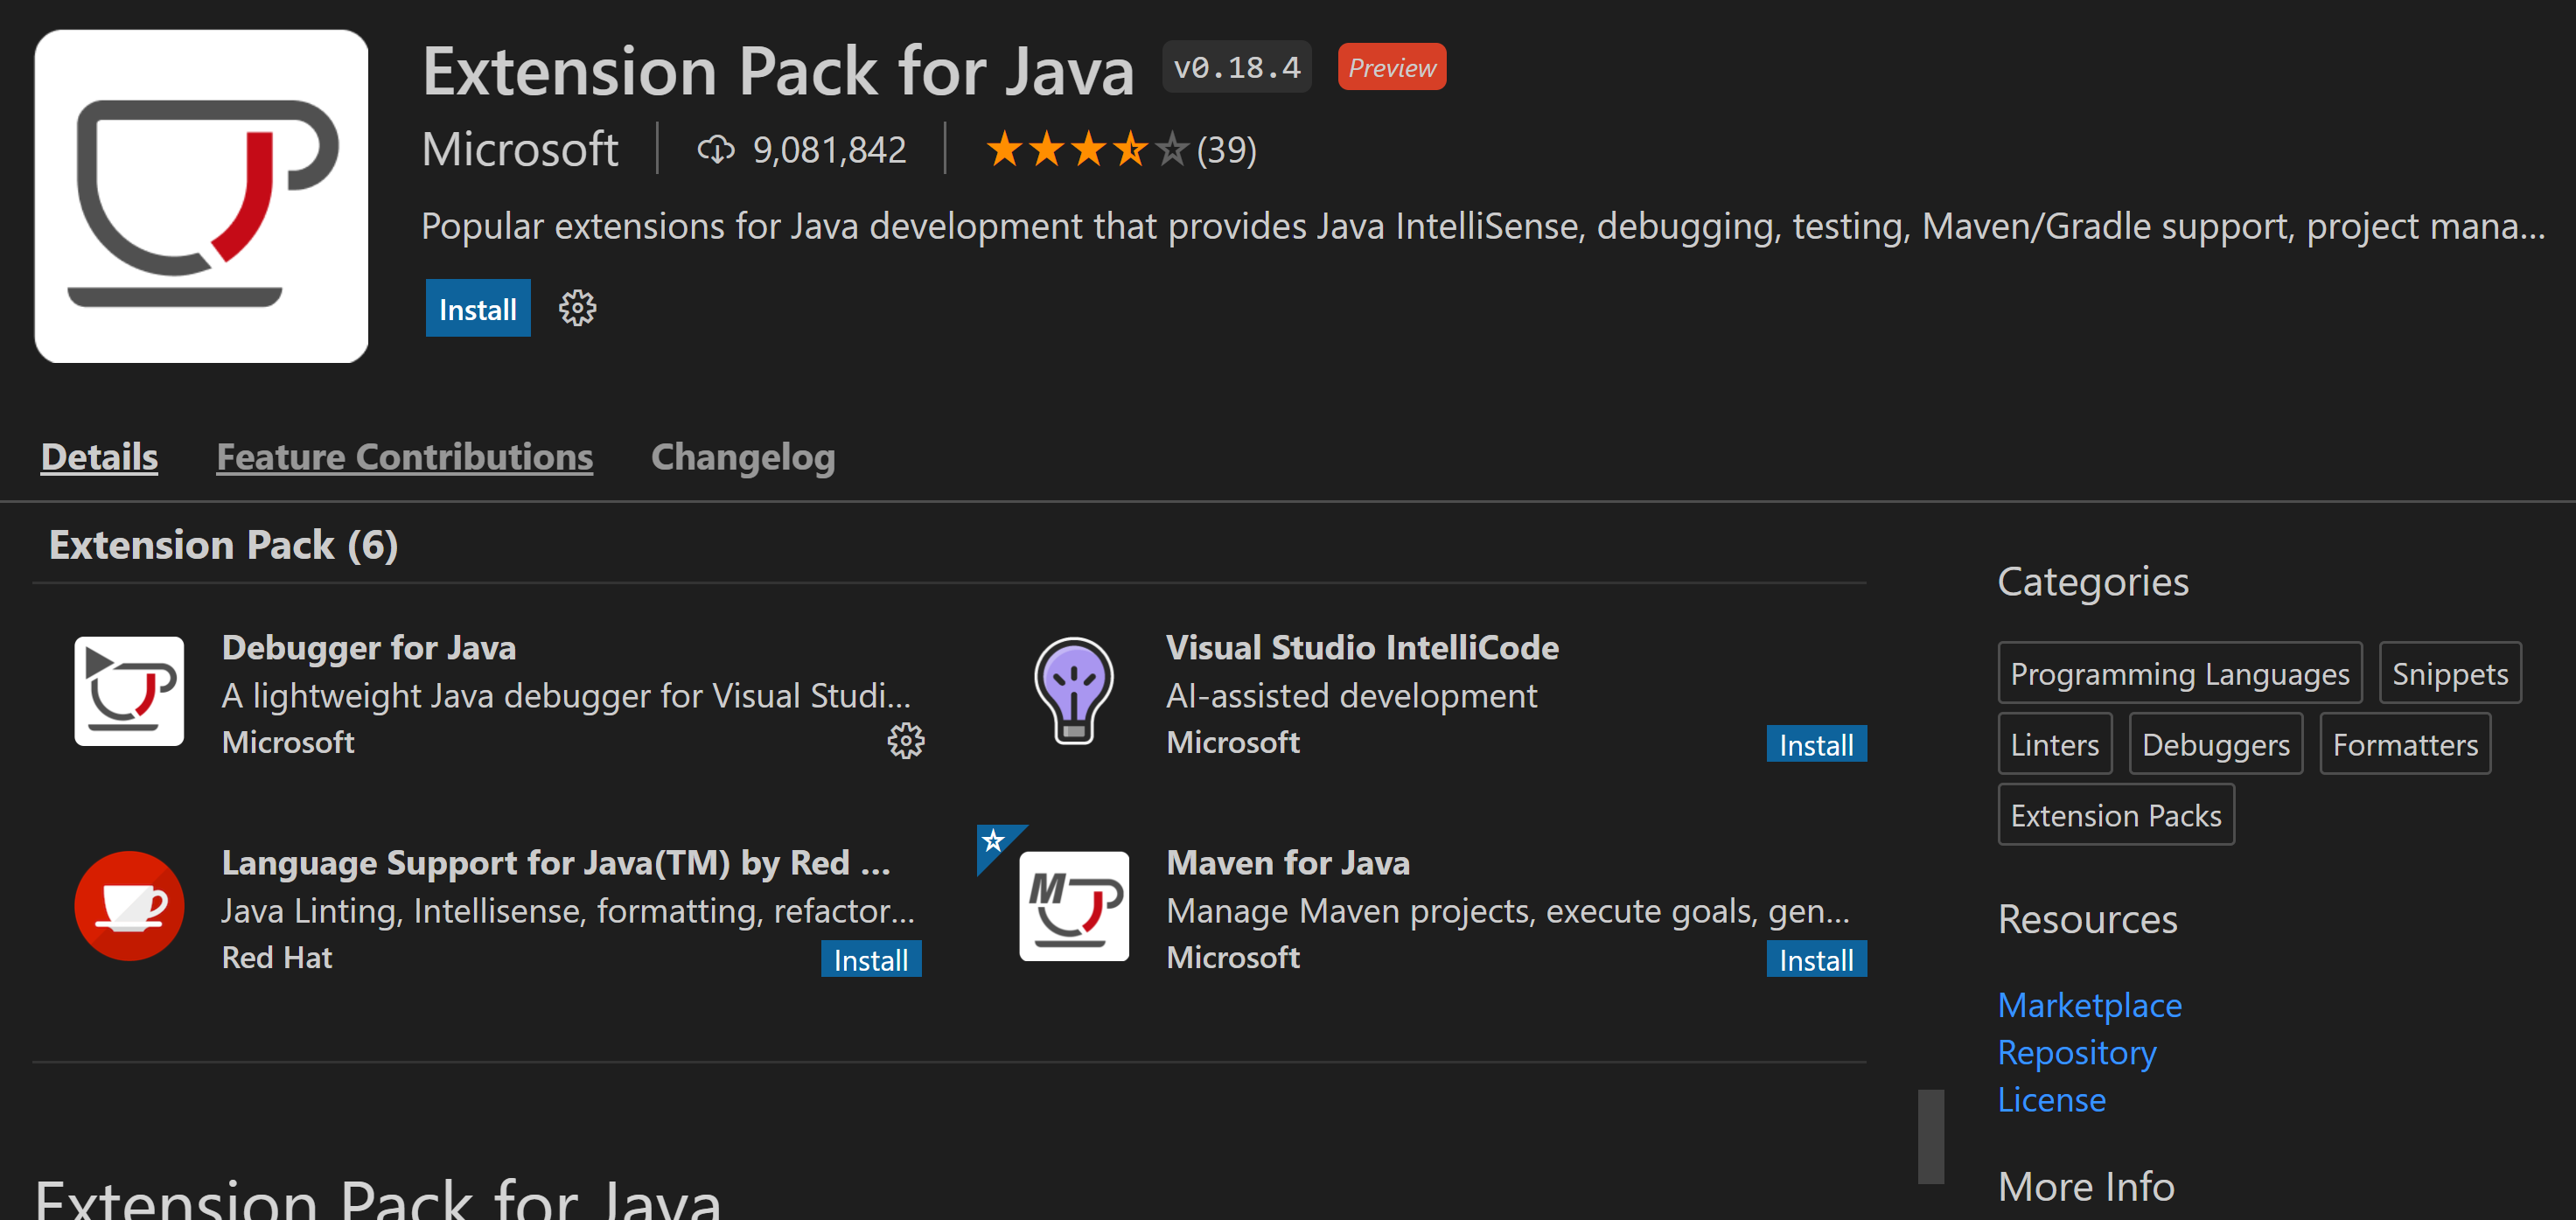 Extension Pack for Java v0.18.4 Preview
Microsoft 9,081,842 (39)
Popular extensions for Java development that provides Java IntelliSense, debugging, testing, Maven/Gradle support, project mana...
Install
Details Feature Contributions Changelog
Extension Pack (6)
Debugger for Java
A lightweight Java debugger for Visual Studi...
Microsoft
Visual Studio IntelliCode
AI-assisted development
Microsoft Install
Language Support for Java(TM) by Red ...
Java Linting, Intellisense, formatting, refactor...
Red Hat Install
M
Maven for Java
Manage Maven projects, execute goals, gen...
Microsoft Install
Extension Pack for Java
Categories
Programming Languages Snippets
Linters Debuggers Formatters
Extension Packs
Resources
Marketplace
Repository
License
More Info